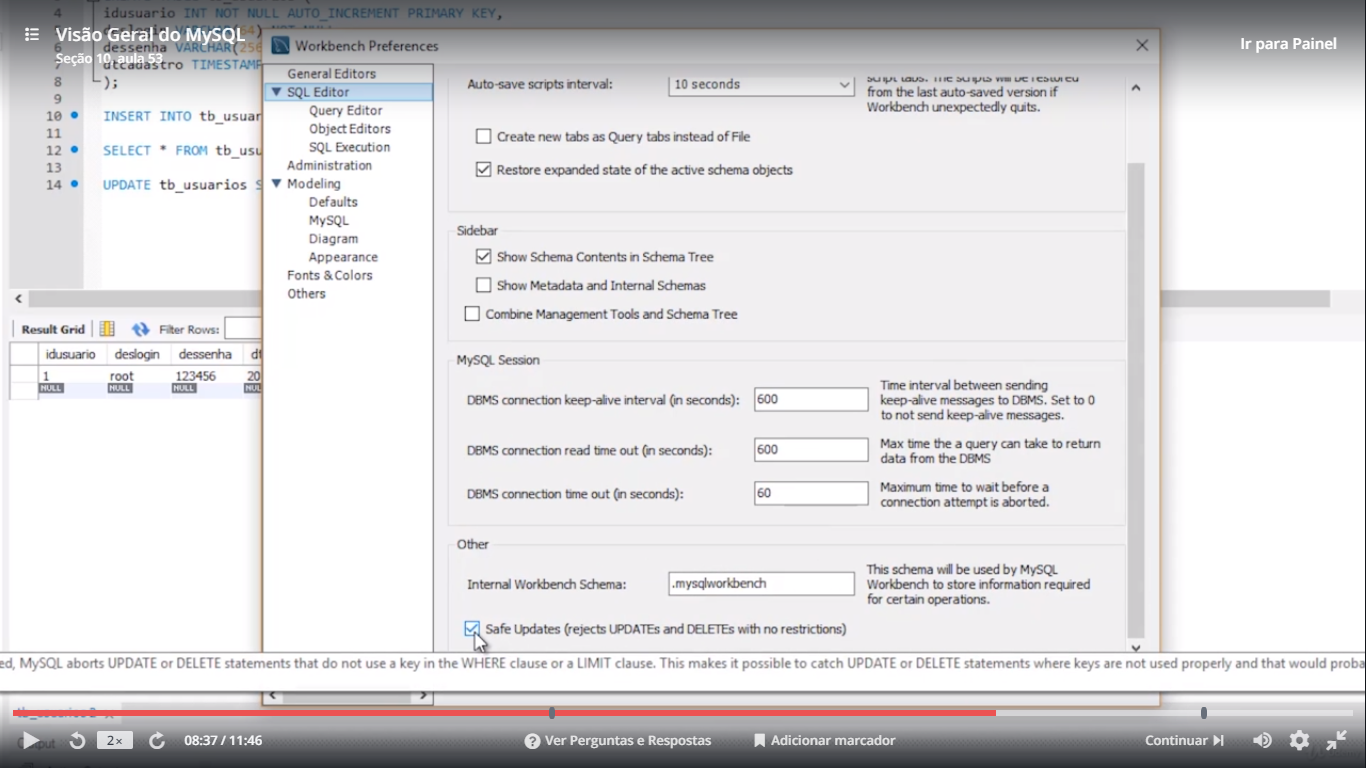 Visão Geral do MySQL
Seção 10, aula 53
Ir para Painel
4 idusuario INT NOT NULL AUTO_INCREMENT PRIMARY KEY,
6 dessenha VARCHAR(256
7 dtcadastro TIMESTAMP
8 );
9
10 INSERT INTO tb_usuar
11
12 SELECT * FROM tb_usu
13
14 UPDATE tb_usuarios S
Result Grid Filter Rows:
idusuario deslogin dessenha dt
1 root 123456 20
NULL NULL NULL NUL
Workbench Preferences
General Editors
SQL Editor
Query Editor
Object Editors
SQL Execution
Administration
Modeling
Defaults
MySQL
Diagram
Appearance
Fonts & Colors
Others
Auto-save scripts interval: 10 seconds
script tabs. The scripts will be restored
from the last auto-saved version if
Workbench unexpectedly quits.
Create new tabs as Query tabs instead of File
Restore expanded state of the active schema objects
Sidebar
Show Schema Contents in Schema Tree
Show Metadata and Internal Schemas
Combine Management Tools and Schema Tree
MySQL Session
DBMS connection keep-alive interval (in seconds): 600
Time interval between sending
keep-alive messages to DBMS. Set to 0
to not send keep-alive messages.
DBMS connection read time out (in seconds): 600
Max time the a query can take to return
data from the DBMS
DBMS connection time out (in seconds): 60
Maximum time to wait before a
connection attempt is aborted.
Other
Internal Workbench Schema: .mysqlworkbench
This schema will be used by MySQL
Workbench to store information required
for certain operations.
Safe Updates (rejects UPDATEs and DELETEs with no restrictions)
ed, MySQL aborts UPDATE or DELETE statements that do not use a key in the WHERE clause or a LIMIT clause. This makes it possible to catch UPDATE or DELETE statements where keys are not used properly and that would proba
2× 08:37 / 11:46 Ver Perguntas e Respostas Adicionar marcador Continuar